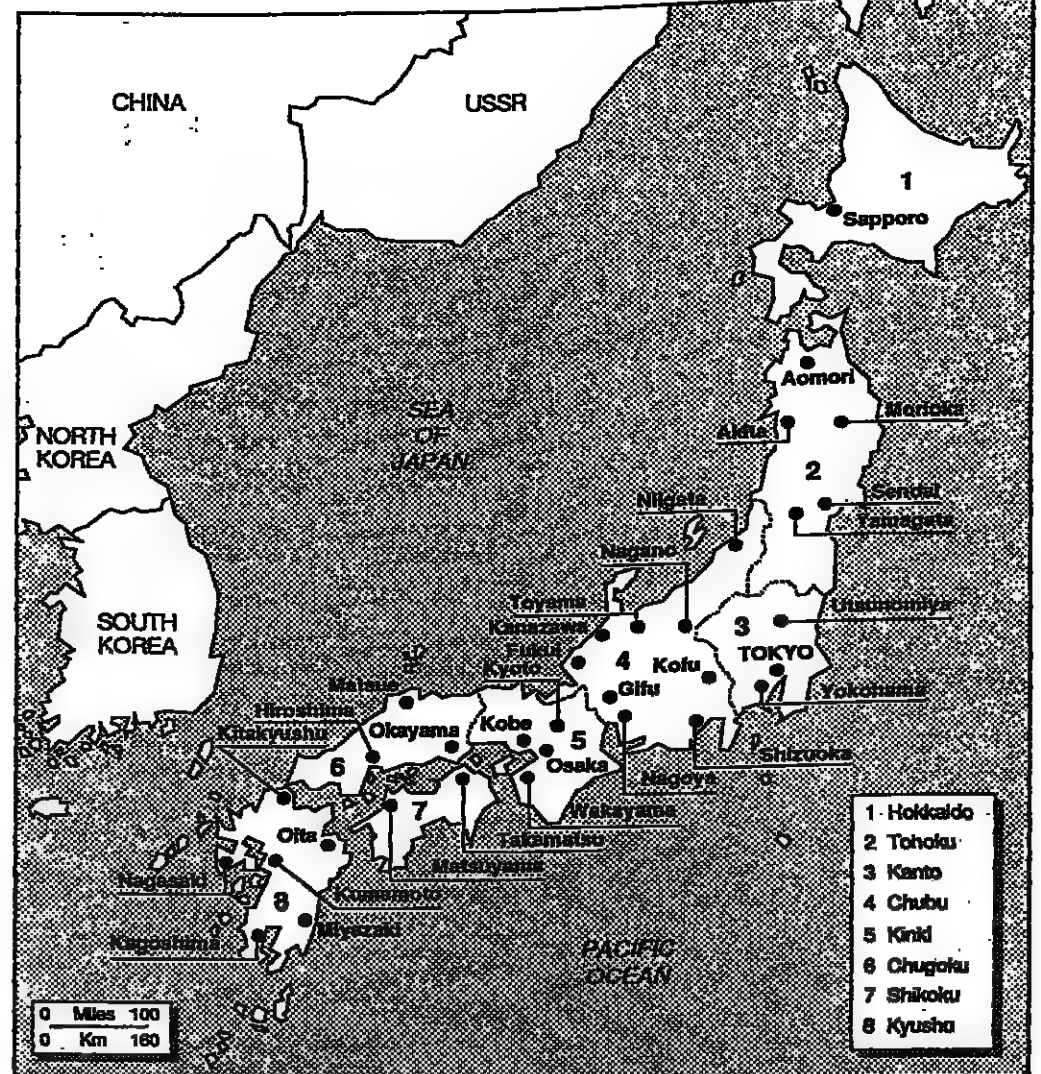 CHINA
USSR
1
Sapporo
Aomori
Morioka
Akita
SEA
OF
JAPAN
NORTH
KOREA
2
Sendai
Yamagata
Niigata
Nagano
Toyama
Kanazawa
Fukui
Kyoto
SOUTH
KOREA
3
Utsunomiya
TOKYO
4
Kofu
Gifu
Yokohama
Matsue
Hiroshima
Okayama
Kitakyushu
Kobe
5
Osaka
Shizuoka
Nagoya
6
7
Wakayama
Takamatsu
Matsuyama
Oita
Nagasaki
Kumamoto
8
Miyazaki
Kagoshima
PACIFIC
OCEAN
1 Hokkaido
2 Tohoku
3 Kanto
4 Chubu
5 Kinki
6 Chugoku
7 Shikoku
8 Kyushu
0 Miles 100
0 Km 160